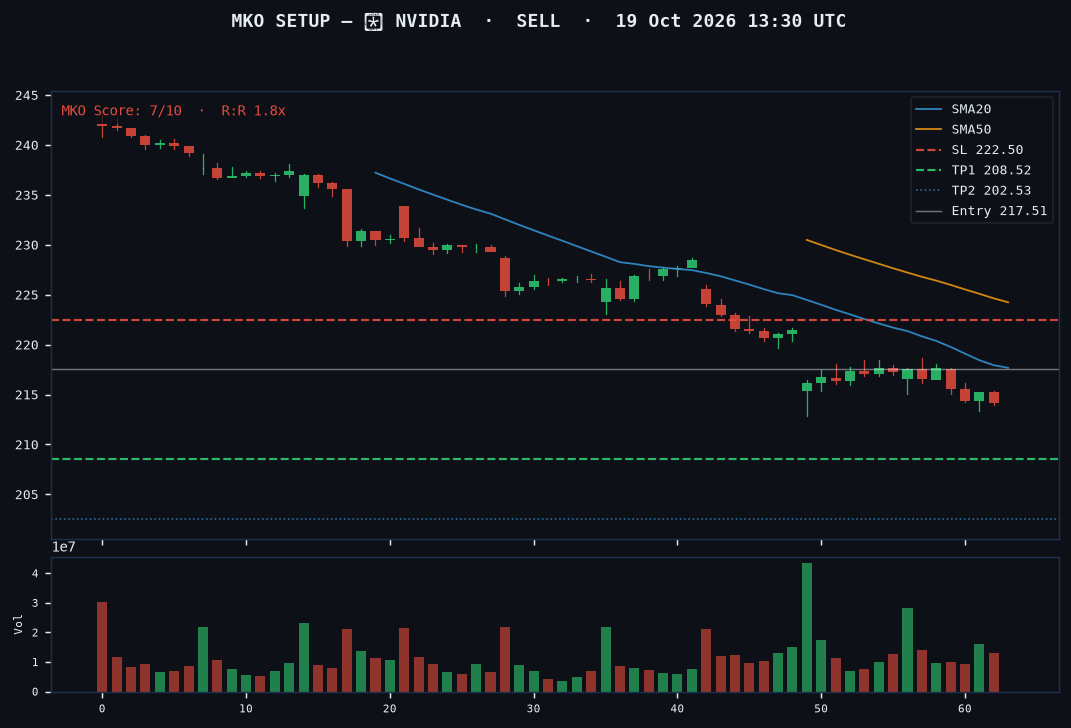 MKO SETUP — NVIDIA · SELL · 19 Oct 2026 13:30 UTC
MKO Score: 7/10 · R:R 1.8x
SMA20
SMA50
SL 222.50
TP1 208.52
TP2 202.53
Entry 217.51
245
240
235
230
225
220
215
210
205
1e7
Vol
4
3
2
1
0
0
10
20
30
40
50
60